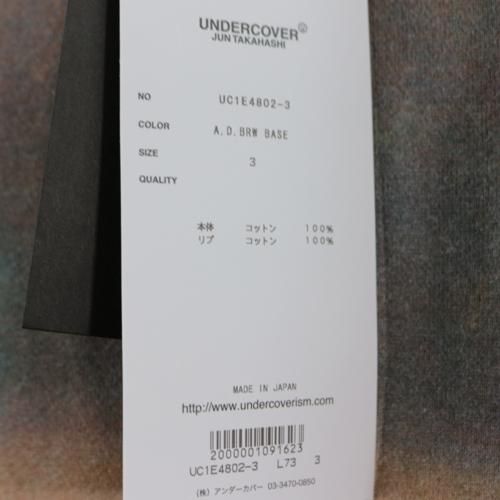 UNDERCOVER
JUN TAKAHASHI
NO UC1E4802-3
COLOR A.D.BRW BASE
SIZE 3
QUALITY
本体 コットン 100%
リブ コットン 100%
MADE IN JAPAN
http://www.undercoverism.com
2000001091623
UC1E4802-3 L73 3
(株) アンダーカバー 03-3470-0850